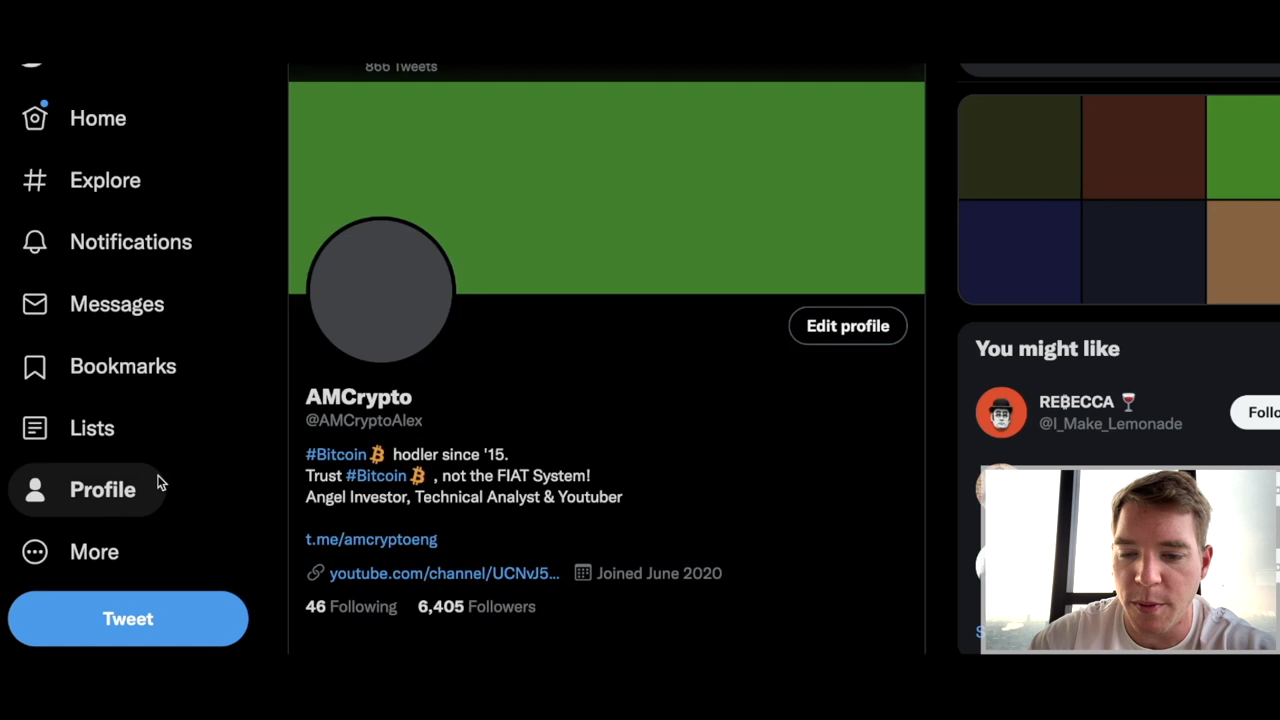 866 Tweets
Home
Explore
Notifications
Messages
Bookmarks
Lists
Profile
More
Tweet
Edit profile
AMCrypto
@AMCryptoAlex
#Bitcoin hodler since '15.
Trust #Bitcoin , not the FIAT System!
Angel Investor, Technical Analyst & Youtuber
t.me/amcryptoeng
youtube.com/channel/UCNvJ5... Joined June 2020
46 Following 6,405 Followers
You might like
RE₿ECCA 🍷
@I_Make_Lemonade
Follo